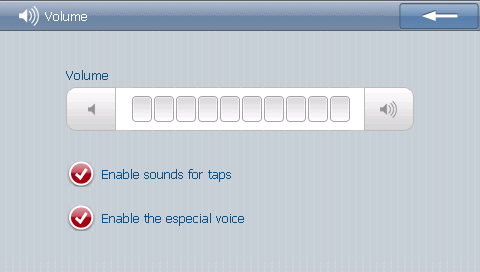 Volume
Volume
Enable sounds for taps
Enable the especial voice